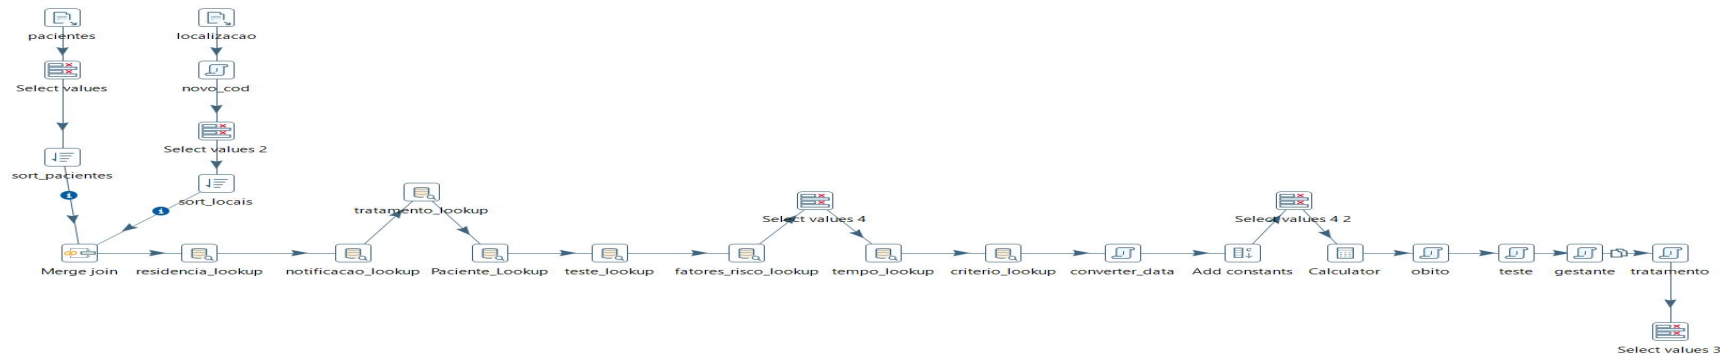 pacientes
localizacao
Select values
novo_cod
Select values 2
sort_pacientes
sort_locais
tratamento_lookup
Select values 4
Select values 4 2
Merge join
residencia_lookup
notificacao_lookup
Paciente_Lookup
teste_lookup
fatores_risco_lookup
tempo_lookup
criterio_lookup
converter_data
Add constants
Calculator
obito
teste
gestante
tratamento
Select values 3